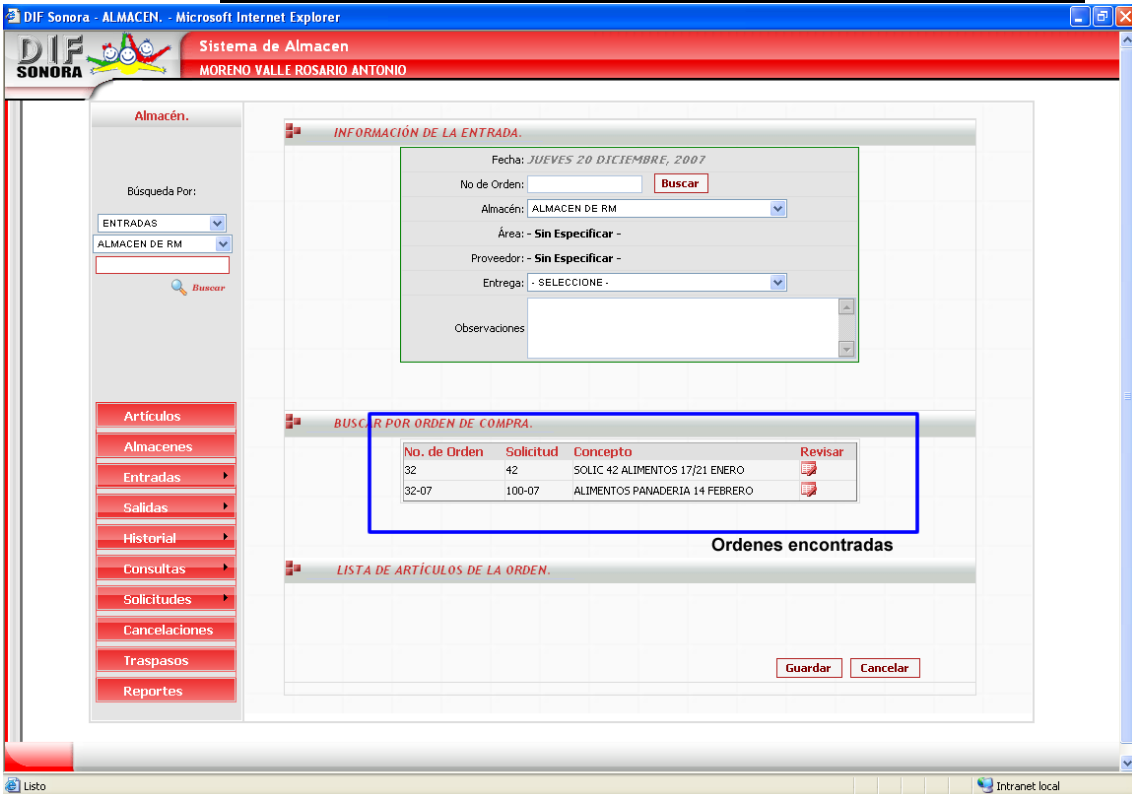 DIF Sonora - ALMACEN. - Microsoft Internet Explorer
DIF
SONORA
Sistema de Almacen
MORENO VALLE ROSARIO ANTONIO
Almacén.
Búsqueda Por:
ENTRADAS
ALMACEN DE RM
Buscar
Artículos
Almacenes
Entradas
Salidas
Historial
Consultas
Solicitudes
Cancelaciones
Traspasos
Reportes
INFORMACIÓN DE LA ENTRADA.
Fecha: JUEVES 20 DICIEMBRE, 2007
No de Orden: Buscar
Almacén: ALMACEN DE RM
Área: - Sin Especificar -
Proveedor: - Sin Especificar -
Entrega: - SELECCIONE -
Observaciones
BUSCAR POR ORDEN DE COMPRA.
No. de Orden Solicitud Concepto Revisar
32 42 SOLIC 42 ALIMENTOS 17/21 ENERO
32-07 100-07 ALIMENTOS PANADERIA 14 FEBRERO
Ordenes encontradas
LISTA DE ARTÍCULOS DE LA ORDEN.
Guardar Cancelar
Listo
Intranet local